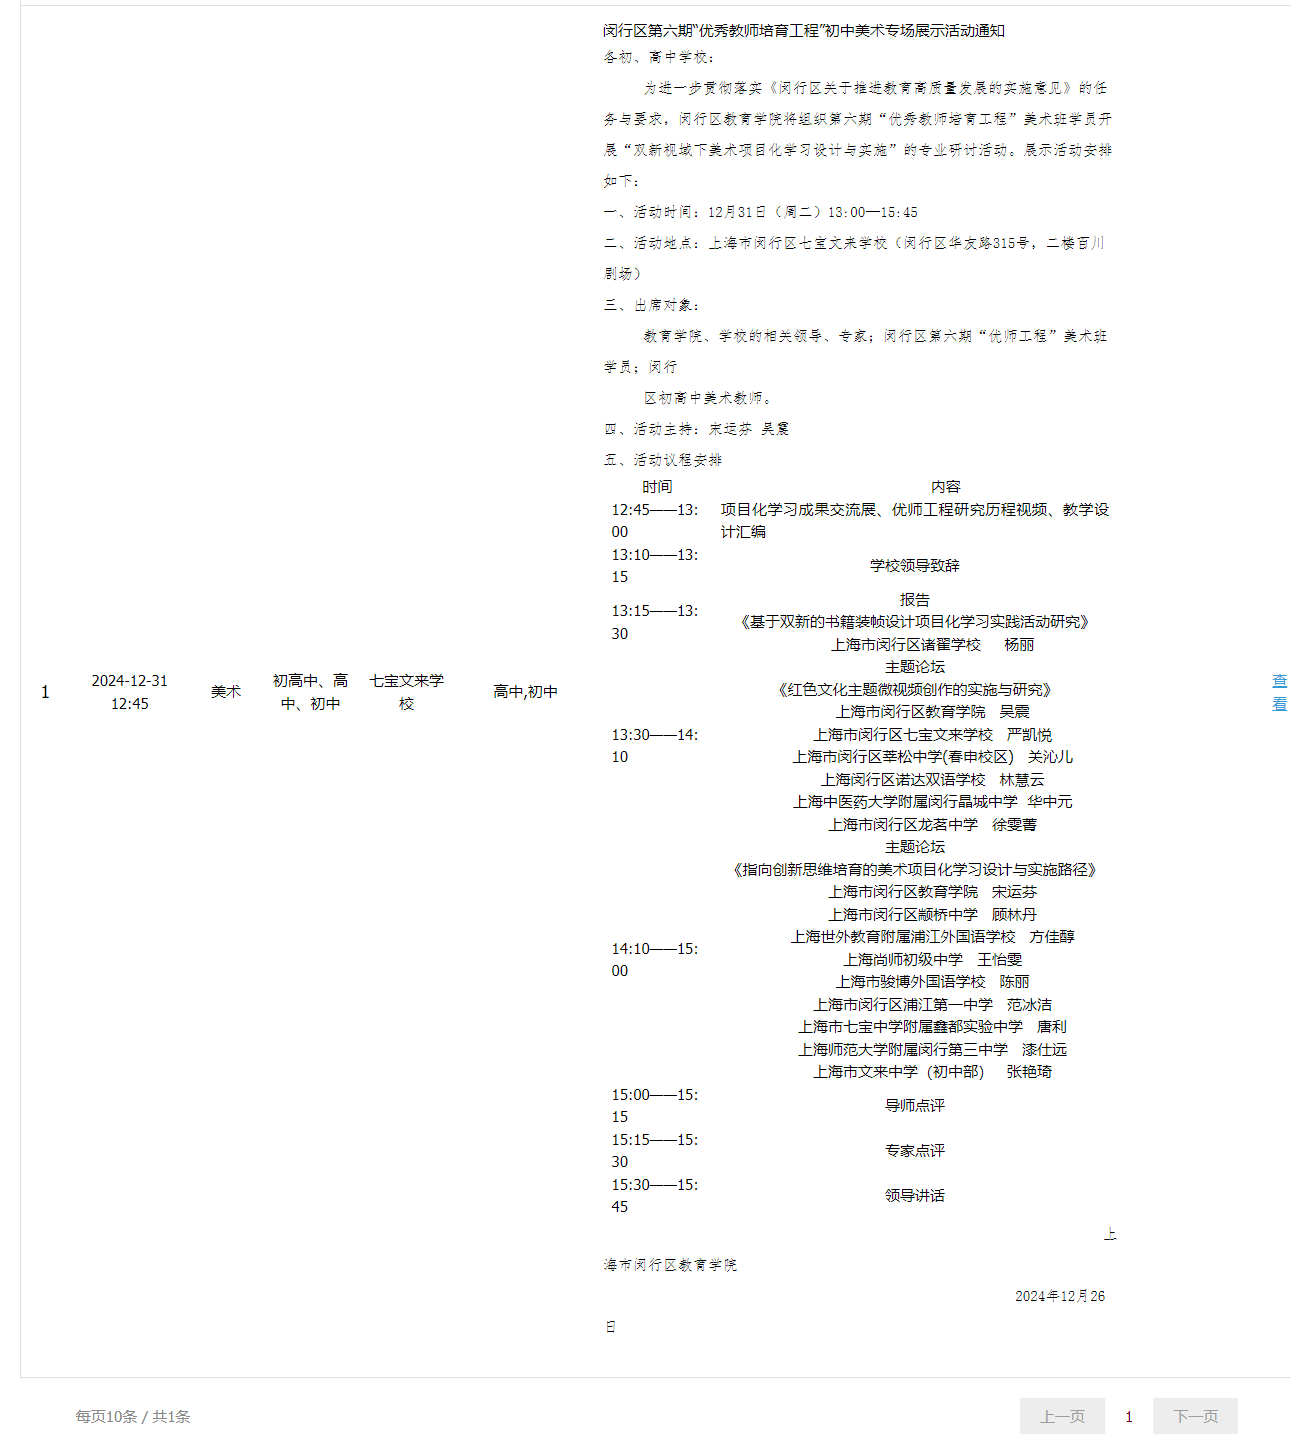 闵行区第六期“优秀教师培育工程”初中美术专场展示活动通知
各初、高中学校：
为进一步贯彻落实《闵行区关于推进教育高质量发展的实施意见》的任
务与要求，闵行区教育学院将组织第六期“优秀教师培育工程”美术班学员开
展“双新视域下美术项目化学习设计与实施”的专业研讨活动。展示活动安排
如下：
一、活动时间：12月31日（周二）13:00—15:45
二、活动地点：上海市闵行区七宝文来学校（闵行区华友路315号，二楼百川
剧场）
三、出席对象：
教育学院、学校的相关领导、专家；闵行区第六期“优师工程”美术班
学员；闵行
区初高中美术教师。
四、活动主持：宋运芬 吴震
五、活动议程安排
时间 内容
12:45——13:
00
项目化学习成果交流展、优师工程研究历程视频、教学设
计汇编
13:10——13:
15
学校领导致辞
13:15——13:
30
报告
《基于双新的书籍装帧设计项目化学习实践活动研究》
上海市闵行区诸翟学校 杨丽
13:30——14:
10
主题论坛
《红色文化主题微视频创作的实施与研究》
上海市闵行区教育学院 吴震
上海市闵行区七宝文来学校 严凯悦
上海市闵行区莘松中学(春申校区) 关沁儿
上海闵行区诺达双语学校 林慧云
上海中医药大学附属闵行晶城中学 华中元
上海市闵行区龙茗中学 徐雯菁
14:10——15:
00
主题论坛
《指向创新思维培育的美术项目化学习设计与实施路径》
上海市闵行区教育学院 宋运芬
上海市闵行区颛桥中学 顾林丹
上海世外教育附属浦江外国语学校 方佳醇
上海尚师初级中学 王怡雯
上海市骏博外国语学校 陈丽
上海市闵行区浦江第一中学 范冰洁
上海市七宝中学附属鑫都实验中学 唐利
上海师范大学附属闵行第三中学 漆仕远
上海市文来中学（初中部） 张艳琦
15:00——15:
15
导师点评
15:15——15:
30
专家点评
15:30——15:
45
领导讲话
上
海市闵行区教育学院
2024年12月26
日
1
2024-12-31
12:45
美术
初高中、高
中、初中
七宝文来学
校
高中,初中
查
看
每页10条 / 共1条
上一页 1 下一页